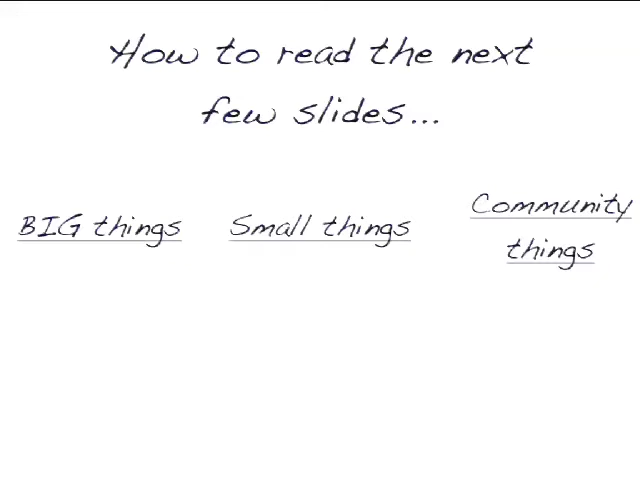 How to read the next
few slides...
BIG things
Small things
Community
things